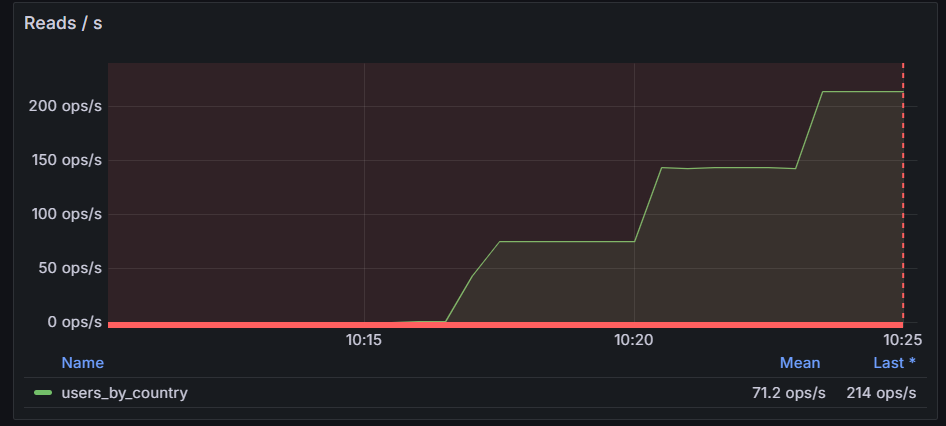 Reads / s
200 ops/s
150 ops/s
100 ops/s
50 ops/s
0 ops/s
10:15 10:20 10:25
Name Mean Last *
users_by_country 71.2 ops/s 214 ops/s